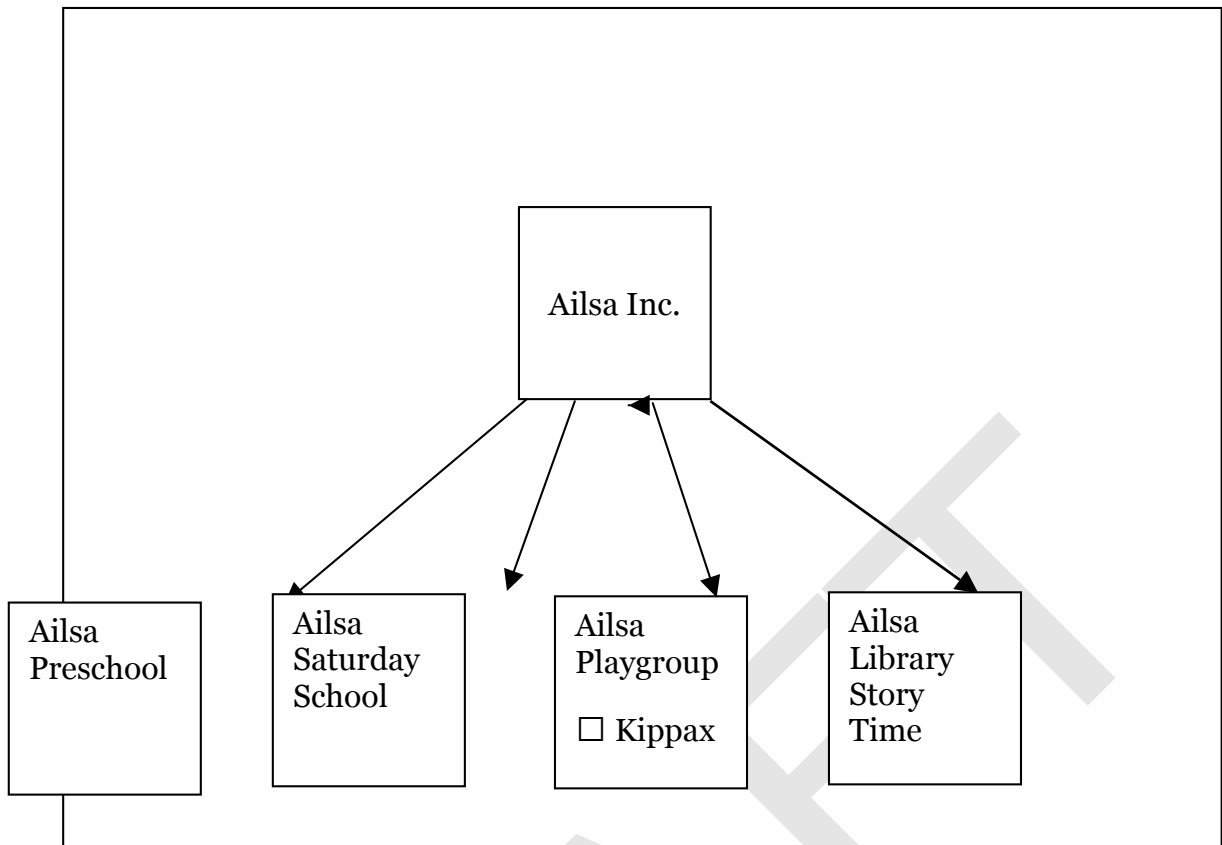 Ailsa Inc.
Ailsa
Preschool
Ailsa
Saturday
School
Ailsa
Playgroup
☐ Kippax
Ailsa
Library
Story
Time